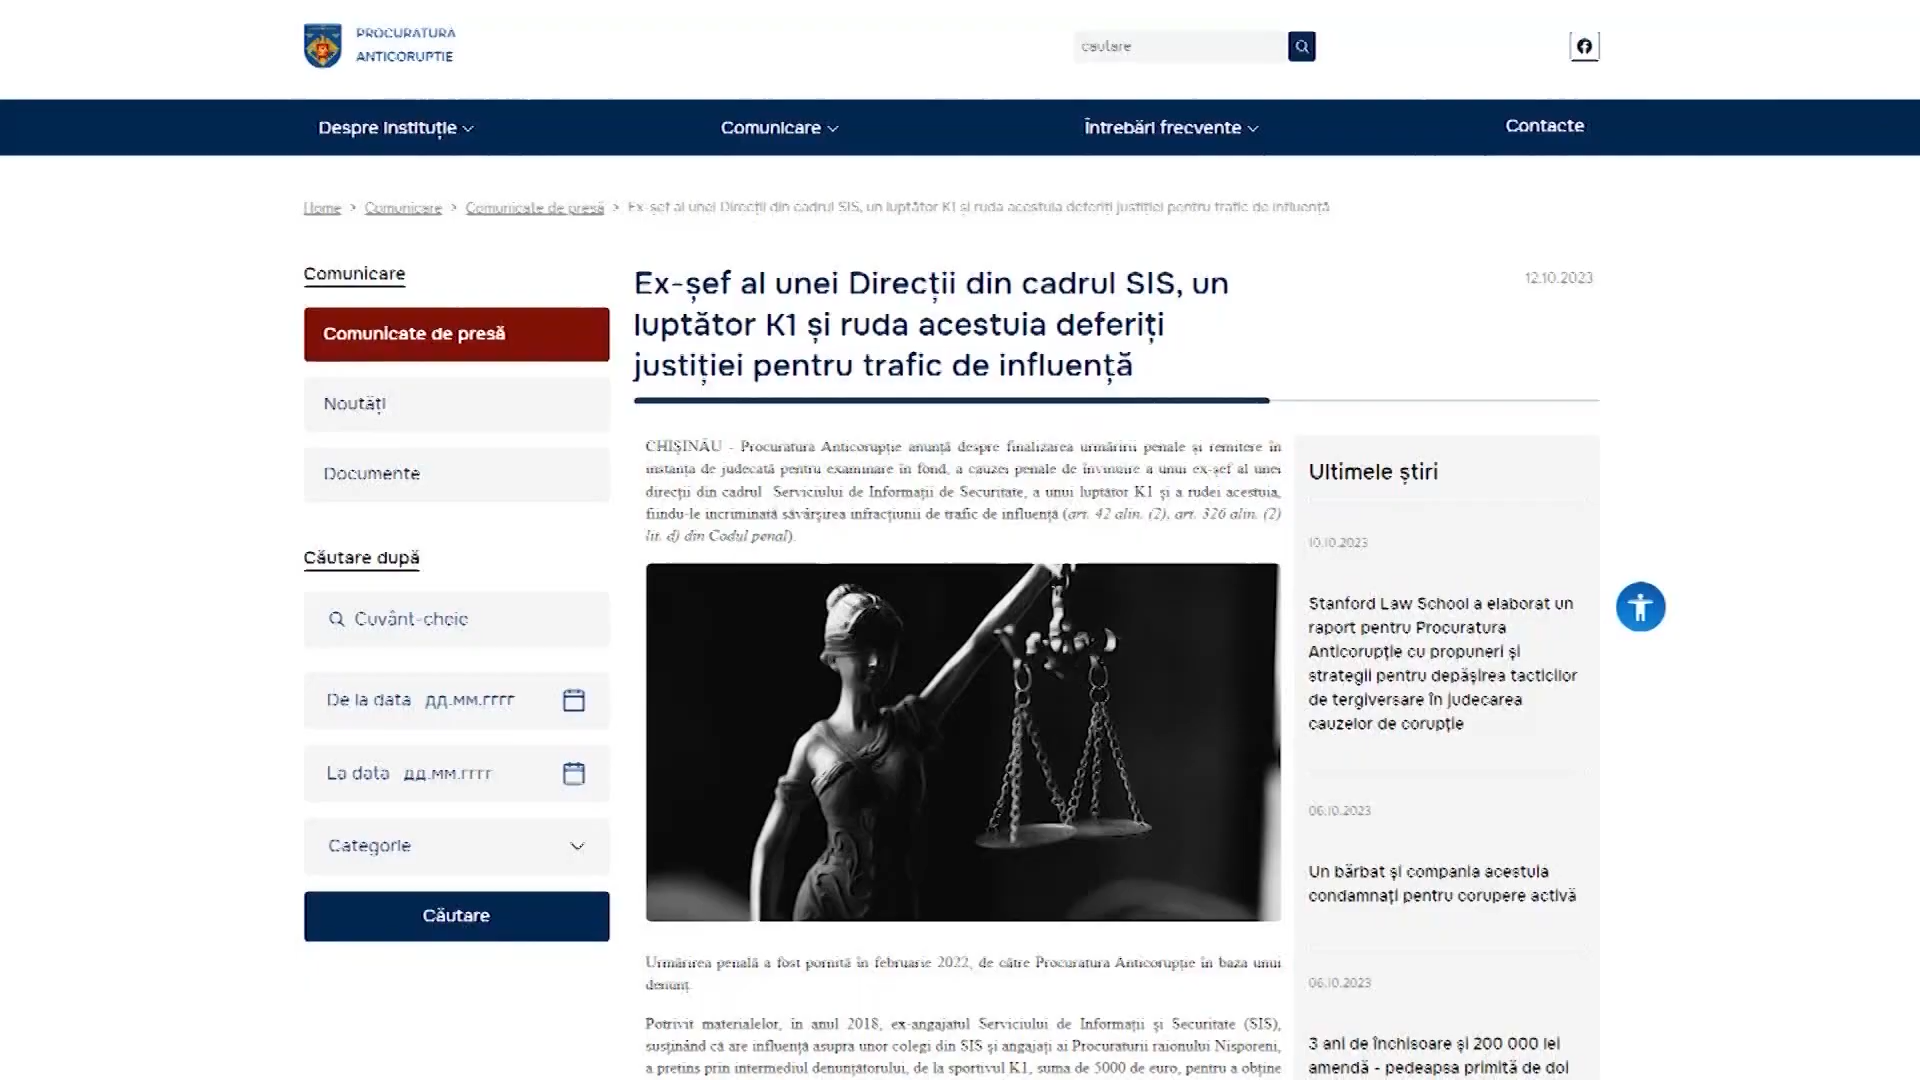 PROCURATURA
ANTICORUPTIE
cautare
Despre instituție
Comunicare
Întrebări frecvente
Contacte
Home > Comunicare > Comunicate de presă > Ex-șef al unei Direcții din cadrul SIS, un luptător K1 și ruda acestuia deferiți justiției pentru trafic de influență
Comunicare
Comunicate de presă
Noutăți
Documente
Căutare după
Cuvânt-cheie
De la data дд.мм.гггг
La data дд.мм.гггг
Categorie
Căutare
Ex-șef al unei Direcții din cadrul SIS, un
luptător K1 și ruda acestuia deferiți
justiției pentru trafic de influență
12.10.2023
CHIȘINĂU - Procuratura Anticorupție anunță despre finalizarea urmăririi penale și remitere în
instanța de judecată pentru examinare în fond, a cauzei penale de învinuire a unui ex-șef al unei
direcții din cadrul Serviciului de Informații de Securitate, a unui luptător K1 și a rudei acestuia,
fiindu-le incriminată săvârșirea infracțiunii de trafic de influență (art. 42 alin. (2), art. 326 alin. (2)
lit. d) din Codul penal).
Urmărirea penală a fost pornită în februarie 2022, de către Procuratura Anticorupție în baza unui
denunț.
Potrivit materialelor, în anul 2018, ex-angajatul Serviciului de Informații și Securitate (SIS),
susținând că are influență asupra unor colegi din SIS și angajați ai Procuraturii raionului Nisporeni,
a pretins prin intermediul denunțătorului, de la sportivul K1, suma de 5000 de euro, pentru a obține
Ultimele știri
10.10.2023
Stanford Law School a elaborat un
raport pentru Procuratura
Anticorupție cu propuneri și
strategii pentru depășirea tacticilor
de tergiversare în judecarea
cauzelor de corupție
06.10.2023
Un bărbat și compania acestuia
condamnați pentru corupere activă
06.10.2023
3 ani de închisoare și 200 000 lei
amendă - pedeapsa primită de doi